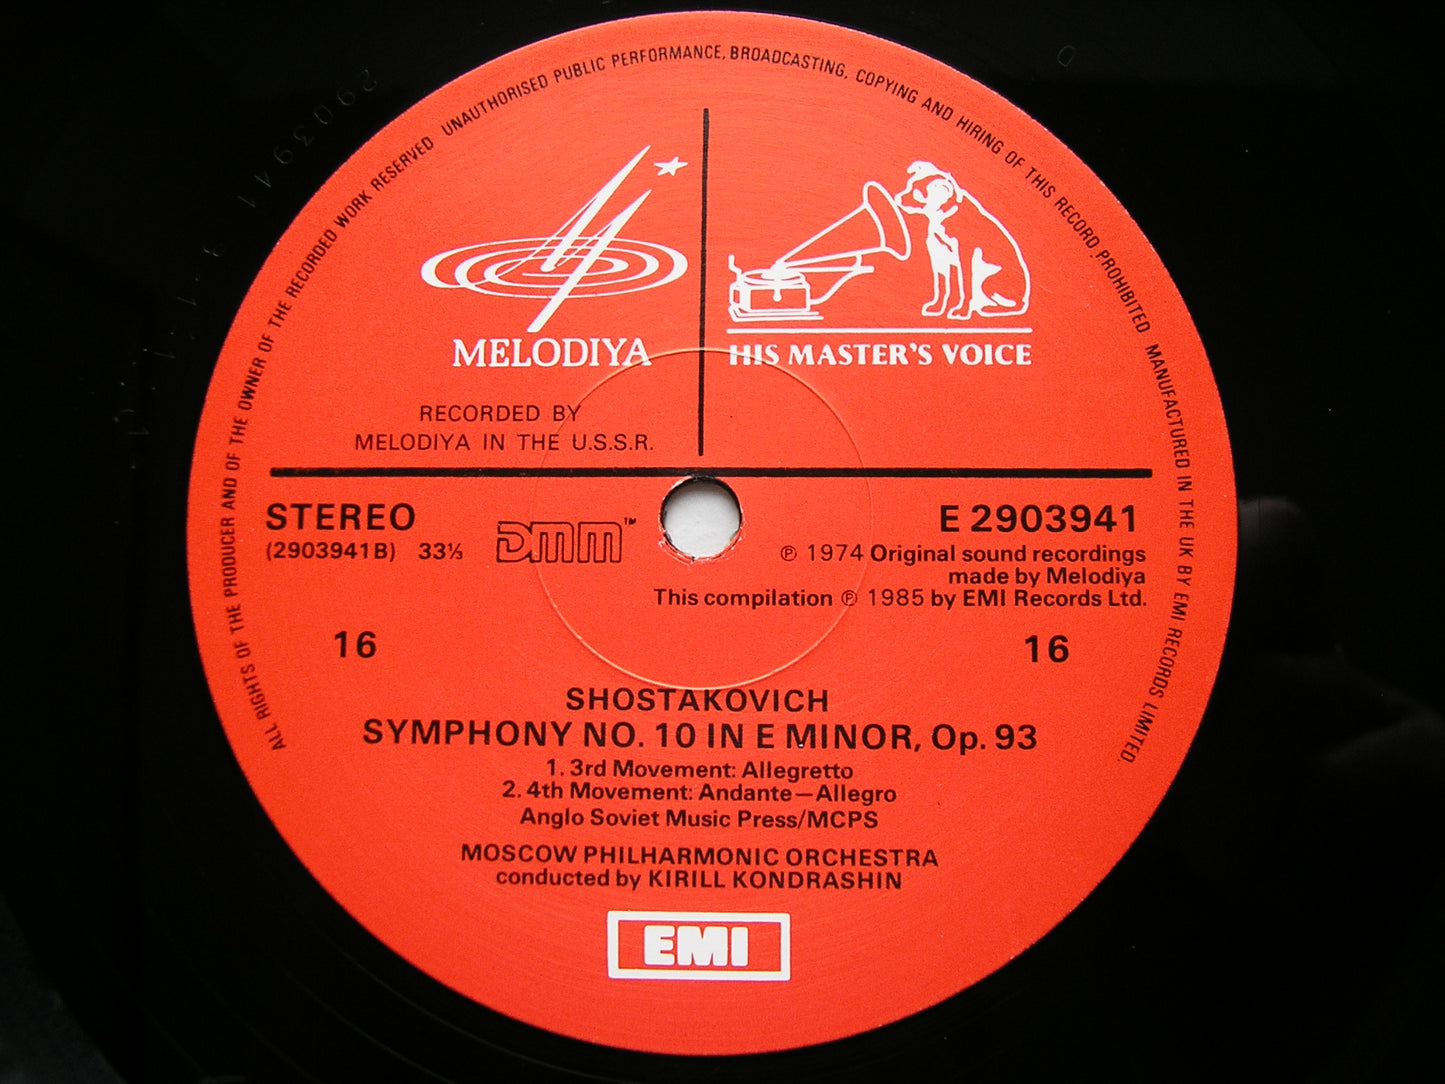 ALL RIGHTS OF THE PRODUCER AND OF THE OWNER OF THE RECORDED WORK RESERVED UNAUTHORISED PUBLIC PERFORMANCE, BROADCASTING, COPYING AND HIRING OF THIS RECORD PROHIBITED MANUFACTURED IN THE UK BY EMI RECORDS LIMITED.
MELODIYA
HIS MASTER'S VOICE
RECORDED BY
MELODIYA IN THE U.S.S.R.
STEREO
(2903941B) 33⅓
DMM™
E 2903941
℗ 1974 Original sound recordings
made by Melodiya
This compilation ℗ 1985 by EMI Records Ltd.
16
16
SHOSTAKOVICH
SYMPHONY NO. 10 IN E MINOR, Op. 93
1. 3rd Movement: Allegretto
2. 4th Movement: Andante—Allegro
Anglo Soviet Music Press/MCPS
MOSCOW PHILHARMONIC ORCHESTRA
conducted by KIRILL KONDRASHIN
EMI